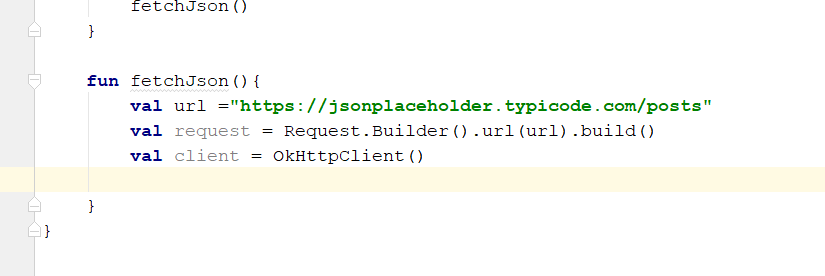 fetchJson()
}
fun fetchJson(){
val url ="https://jsonplaceholder.typicode.com/posts"
val request = Request.Builder().url(url).build()
val client = OkHttpClient()
}
}